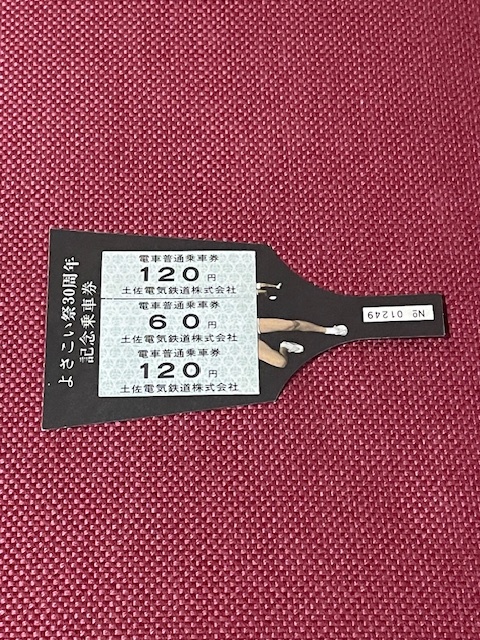 よさこい祭30周年
記念乗車券
電車普通乗車券
120円
土佐電気鉄道株式会社
電車普通乗車券
60円
土佐電気鉄道株式会社
電車普通乗車券
120円
土佐電気鉄道株式会社
№ 01249